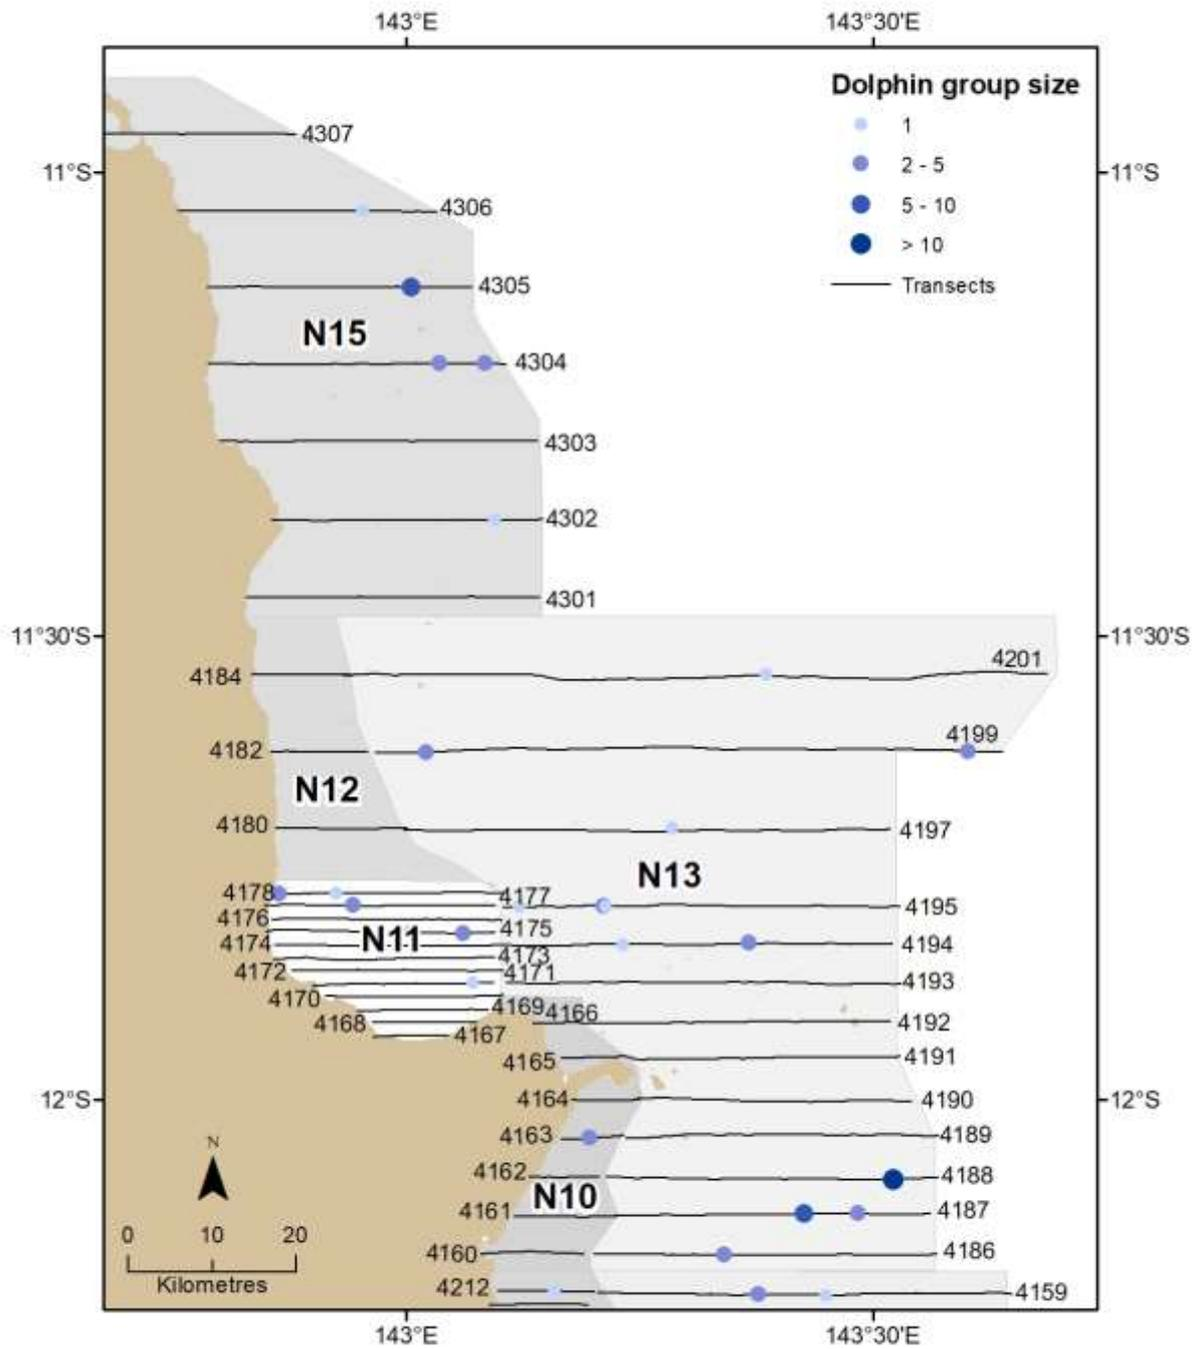 143°E 143°30'E
Dolphin group size
1
2 - 5
5 - 10
> 10
Transects
4307
11°S 11°S
4306
4305
N15
4304
4303
4302
4301
11°30'S 11°30'S
4184 4201
4182 4199
N12
4180 4197
N13
4178 4177
4195
4176 4175
N11
4174 4173 4194
4172 4171
4193
4170 4169 4166
4168 4167 4192
4165 4191
12°S 4164 4190 12°S
4163 4189
N
4162 4188
N10
4161 4187
0 10 20
4160 4186
Kilometres
4212 4159
143°E 143°30'E